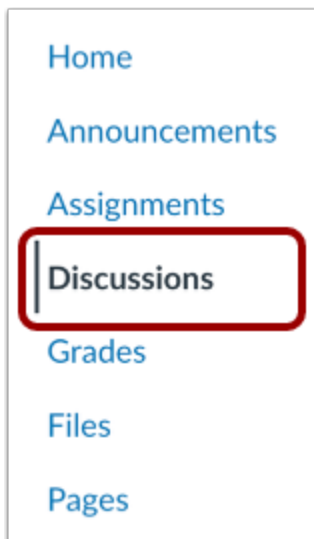 Home
Announcements
Assignments
Discussions
Grades
Files
Pages